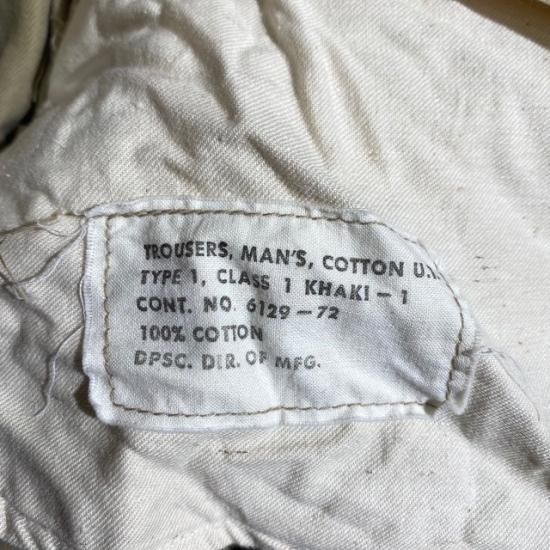 TROUSERS, MAN'S, COTTON U.
TYPE 1, CLASS 1 KHAKI – 1
CONT. NO. 6129 – 72
100% COTTON
DPSC. DIR. OF MFG.